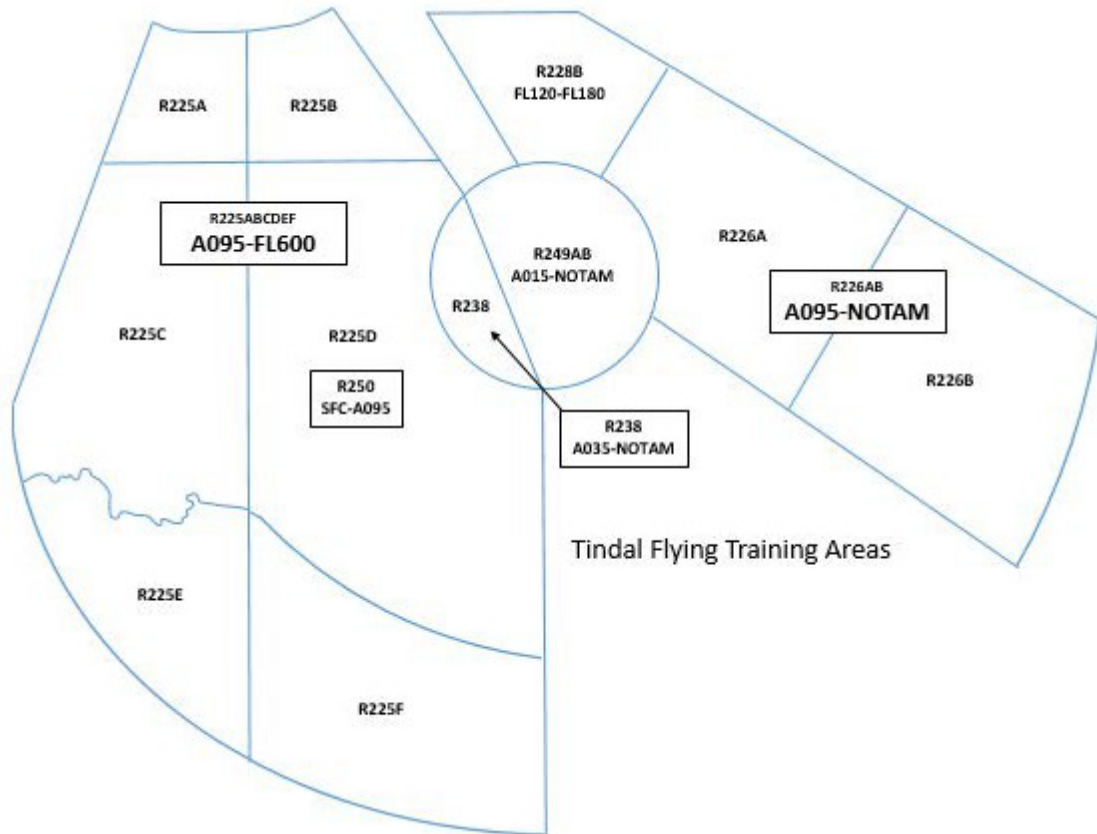 R225A
R225B
R228B
FL120-FL180
R225ABCDEF
A095-FL600
R226A
R249AB
A015-NOTAM
R226AB
A095-NOTAM
R238
R225C
R225D
R226B
R250
SFC-A095
R238
A035-NOTAM
Tindal Flying Training Areas
R225E
R225F